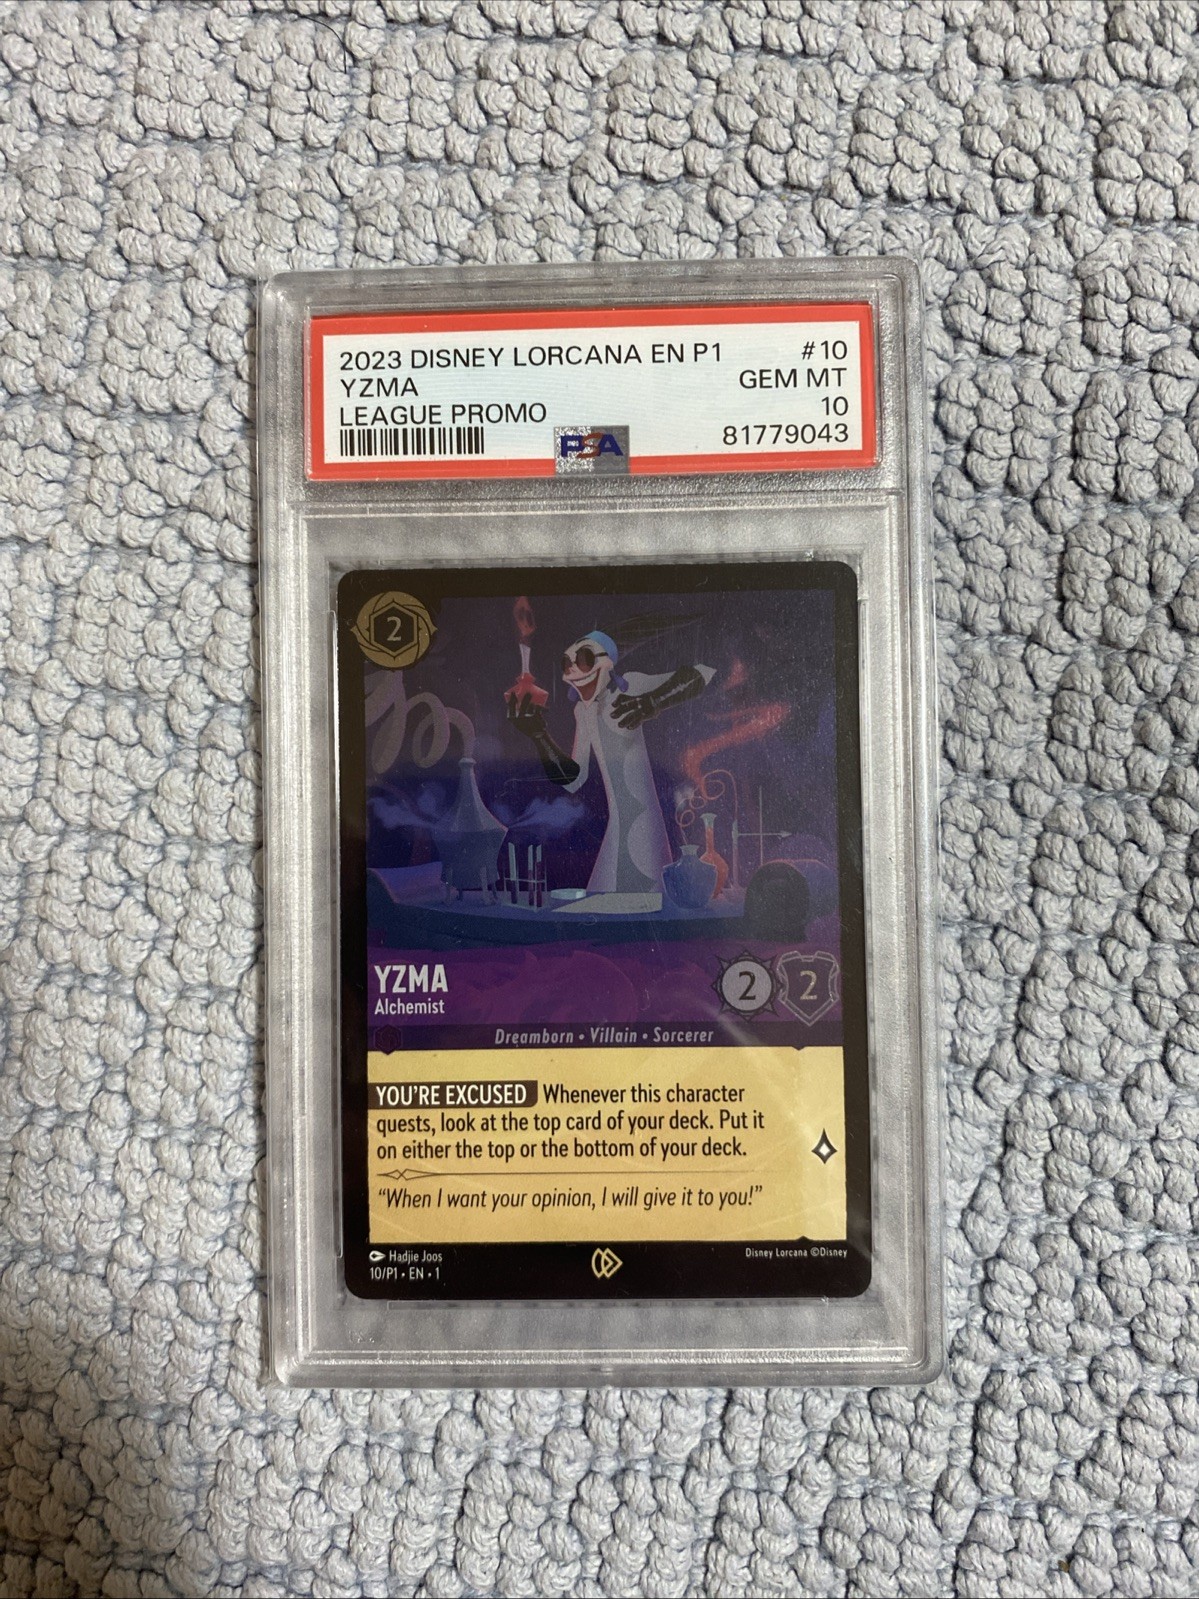 2023 DISNEY LORCANA EN P1 #10
YZMA GEM MT
LEAGUE PROMO 10
PSA 81779043
2
YZMA
Alchemist
2 2
Dreamborn • Villain • Sorcerer
YOU'RE EXCUSED Whenever this character
quests, look at the top card of your deck. Put it
on either the top or the bottom of your deck.
“When I want your opinion, I will give it to you!”
Hadjie Joos
10/P1 • EN • 1
Disney Lorcana ©Disney